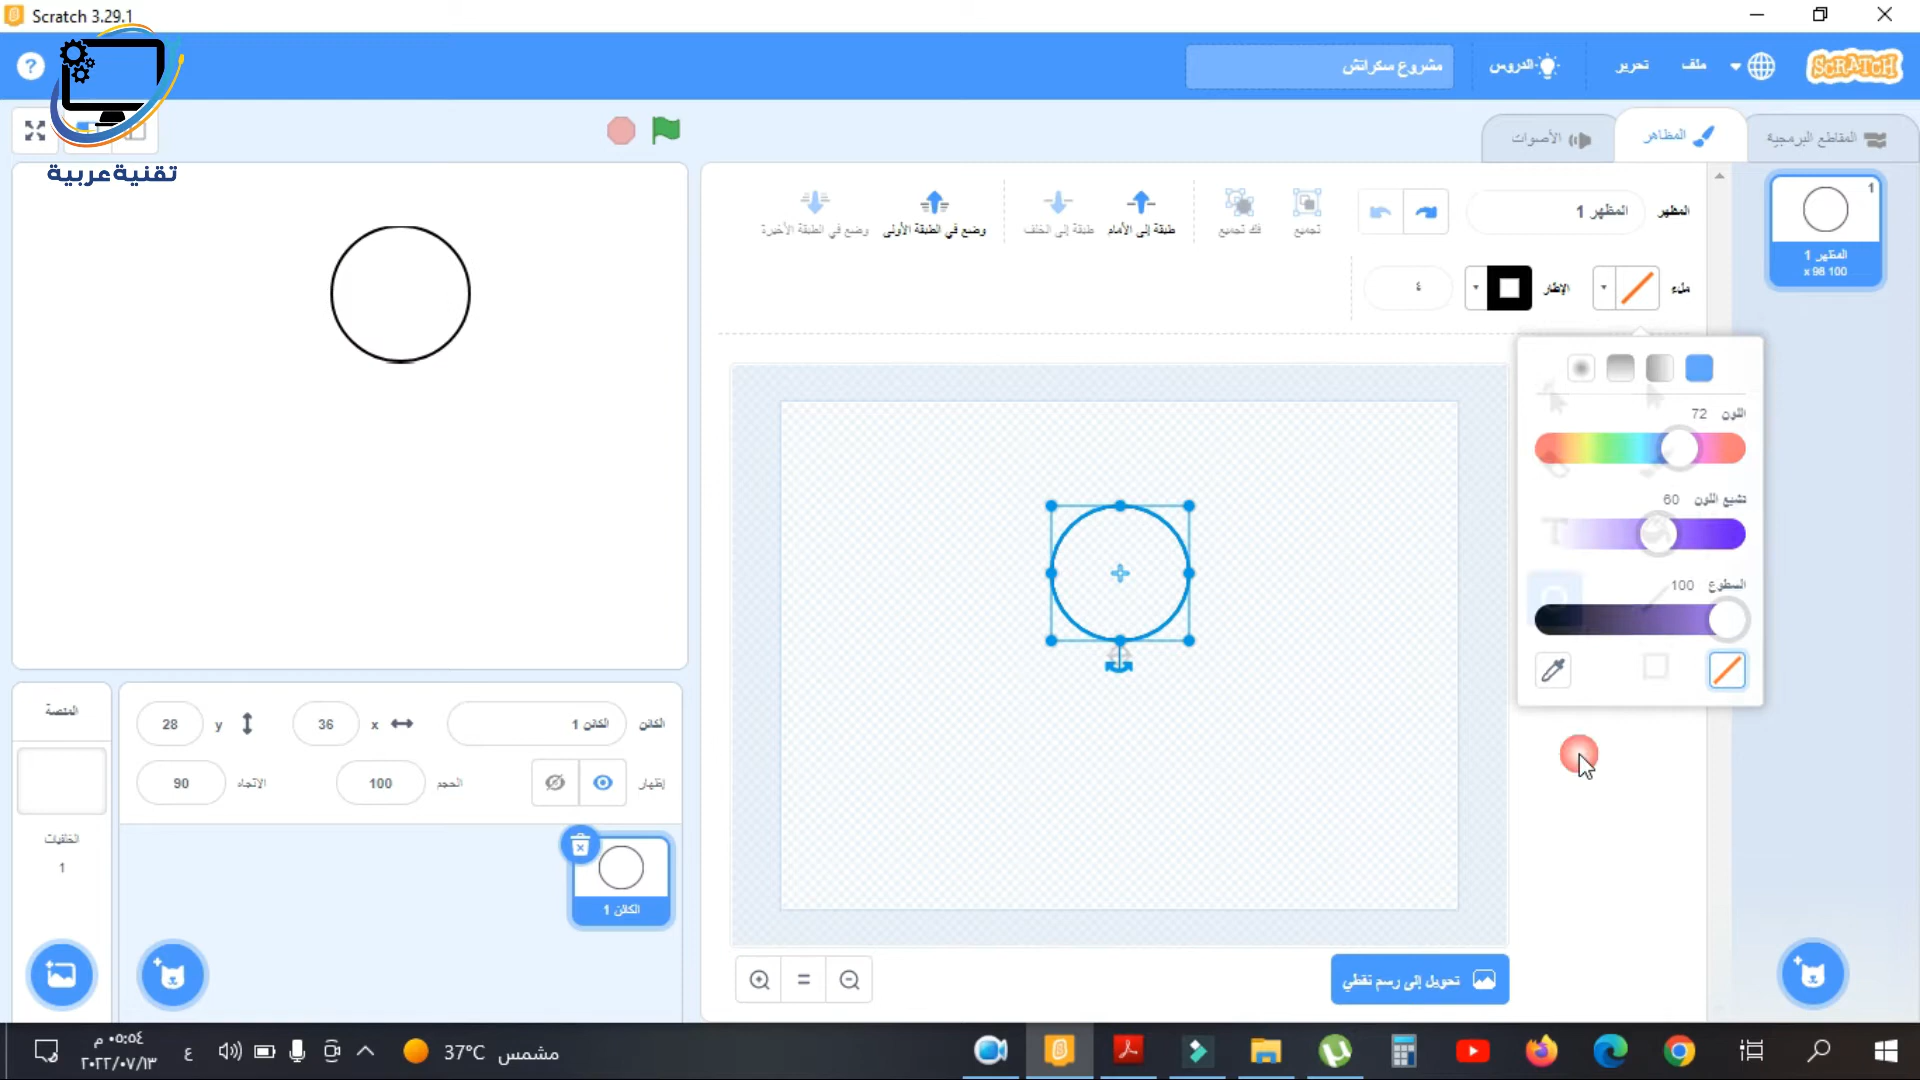 Scratch 3.29.1
SCRATCH
ملف
تحرير
الدروس
مشروع سكراتش
?
تقنية عربية
المقاطع البرمجية
المظاهر
الأصوات
1
المظهر 1
98 x 100
المظهر
المظهر 1
تجميع
فك تجميع
طبقة إلى الأمام
طبقة إلى الخلف
وضع في الطبقة الأولى
وضع في الطبقة الأخيرة
ملء
الإطار
٤
اللون 72
تشبع اللون 60
السطوع 100
T
تحويل إلى رسم نقطي
الكائن
الكائن 1
x 36
y 28
إظهار
الحجم 100
الاتجاه 90
الكائن 1
المنصة
الخلفيات
1
مشمس 37°C
ع
٠٥:٥٤ م
٢٠٢٢/٠٧/١٣